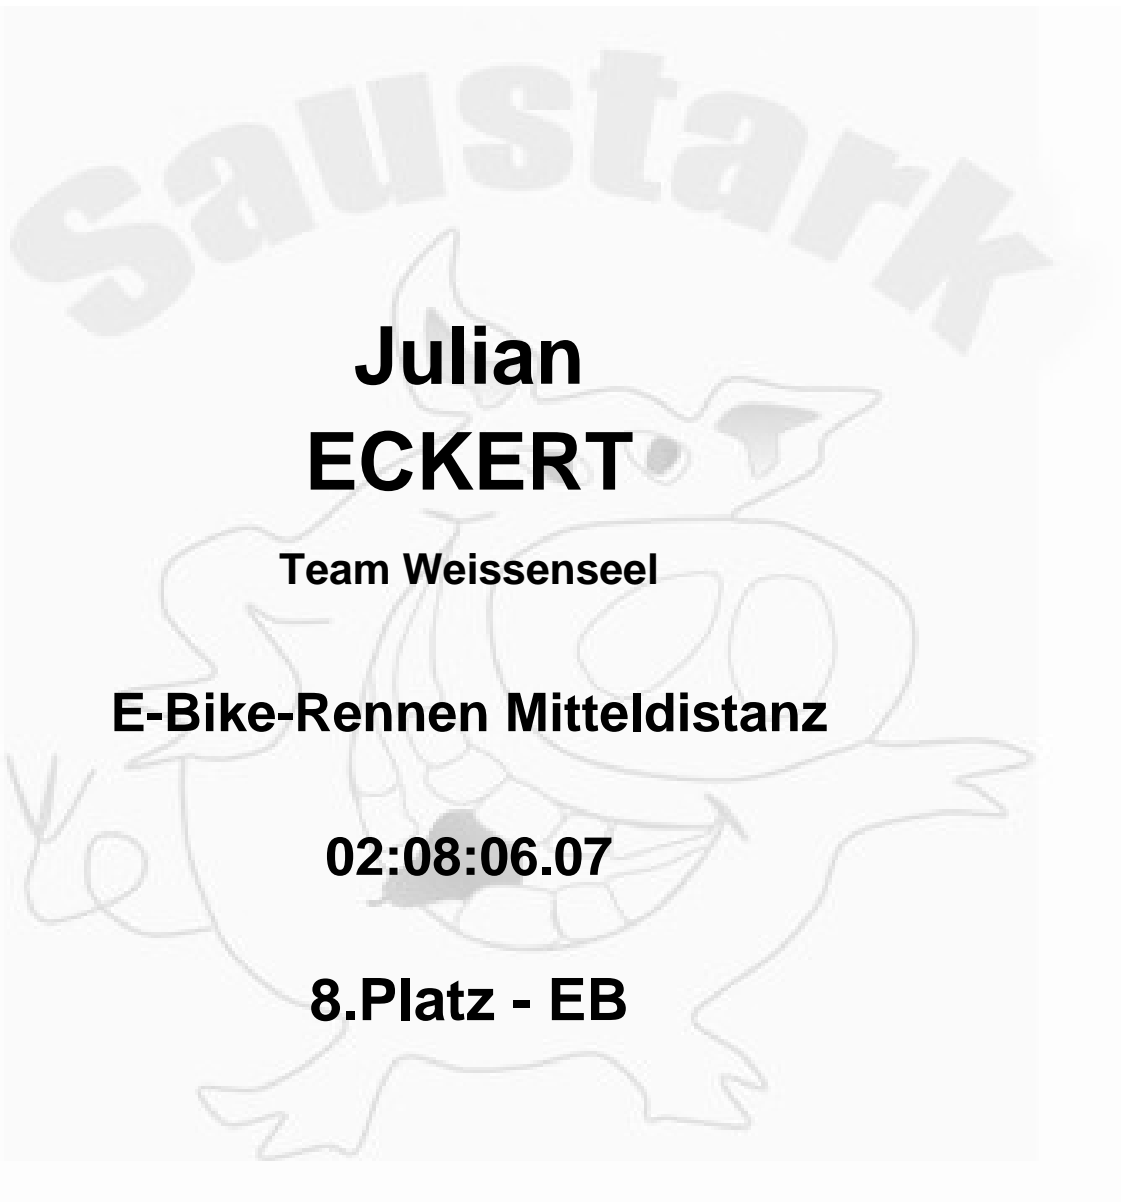 Saustark
Julian
ECKERT
Team Weissenseel
E-Bike-Rennen Mitteldistanz
02:08:06.07
8.Platz - EB